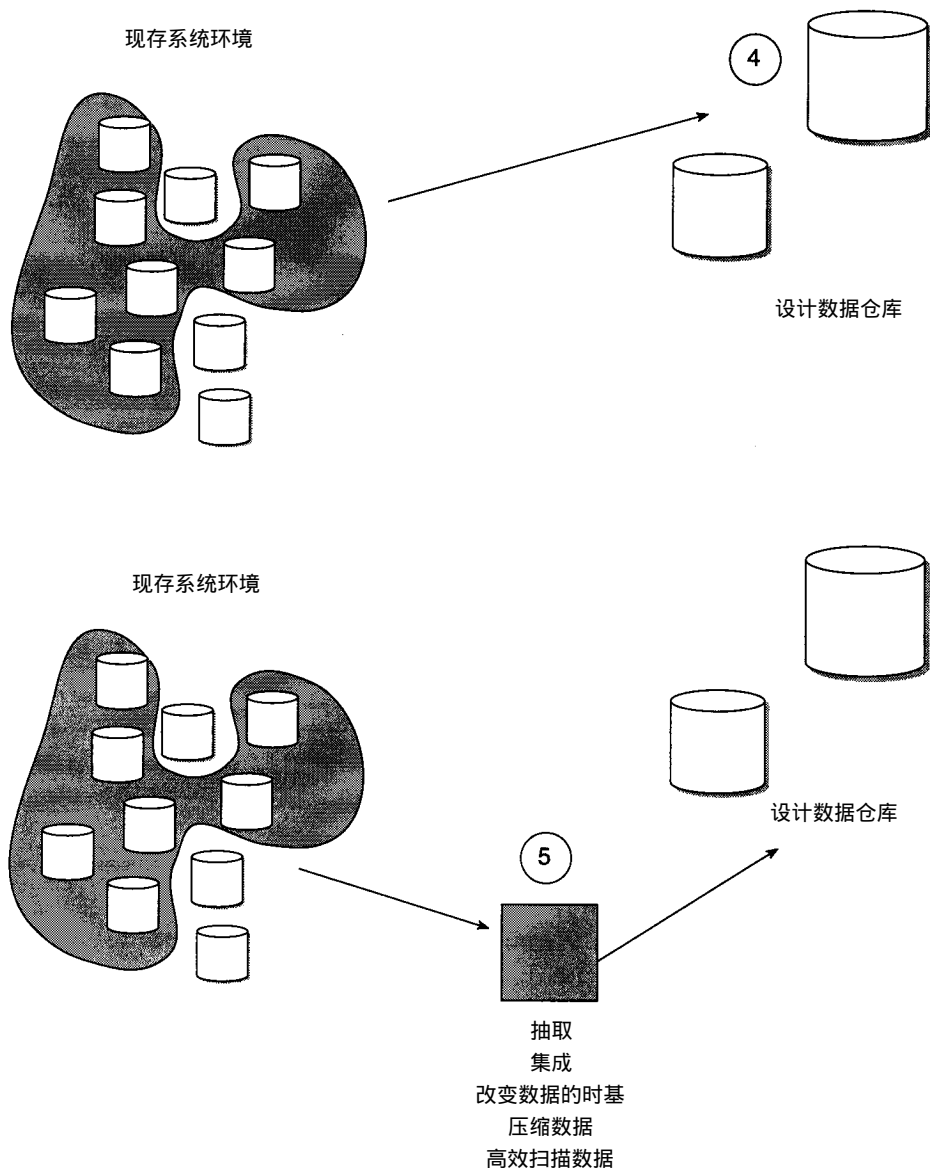 现存系统环境
4
设计数据仓库
现存系统环境
设计数据仓库
5
抽取
集成
改变数据的时基
压缩数据
高效扫描数据